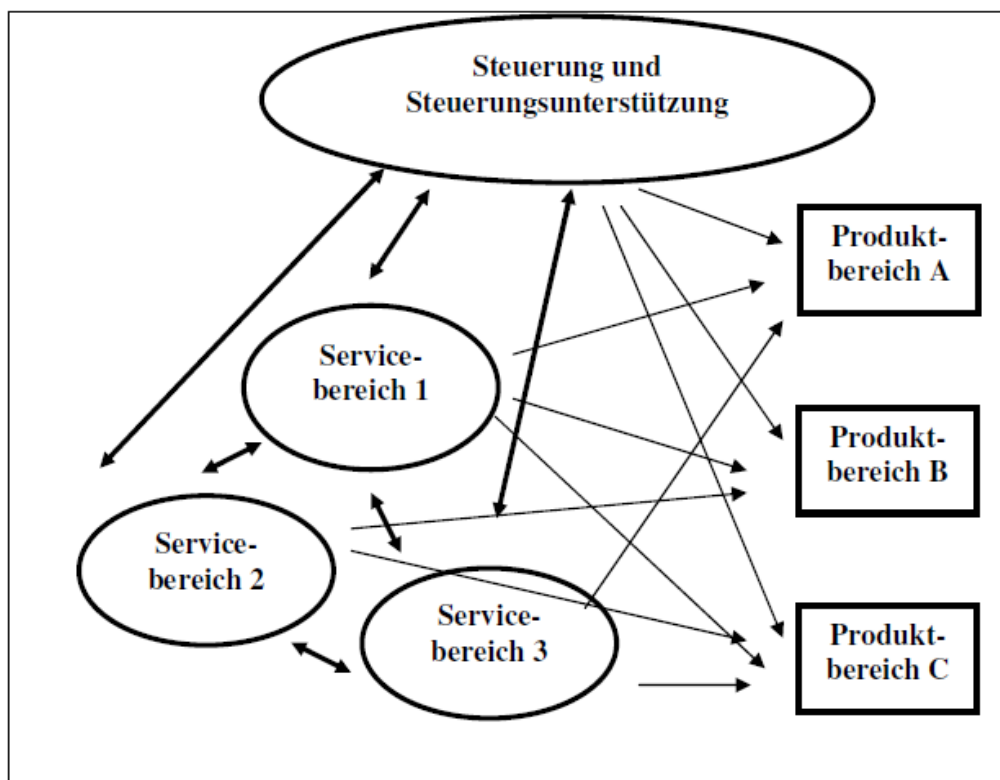 Steuerung und
Steuerungsunterstützung
Produkt-
bereich A
Service-
bereich 1
Produkt-
bereich B
Service-
bereich 2
Service-
bereich 3
Produkt-
bereich C